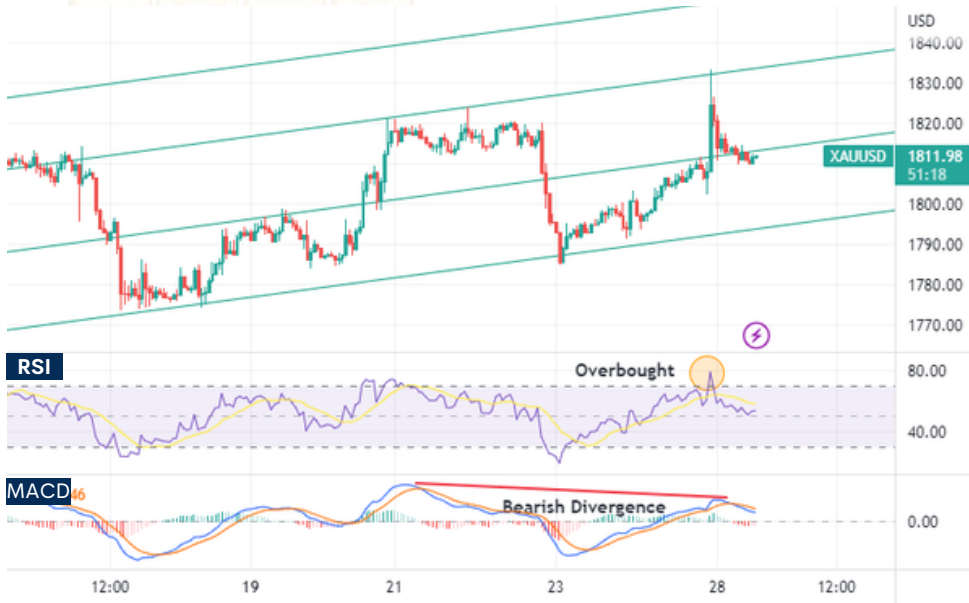 USD
1840.00
1830.00
1820.00
XAUUSD
1811.98
51:18
1800.00
1790.00
1780.00
1770.00
RSI
Overbought
80.00
40.00
MACD 46
Bearish Divergence
0.00
12:00 19 21 23 28 12:00